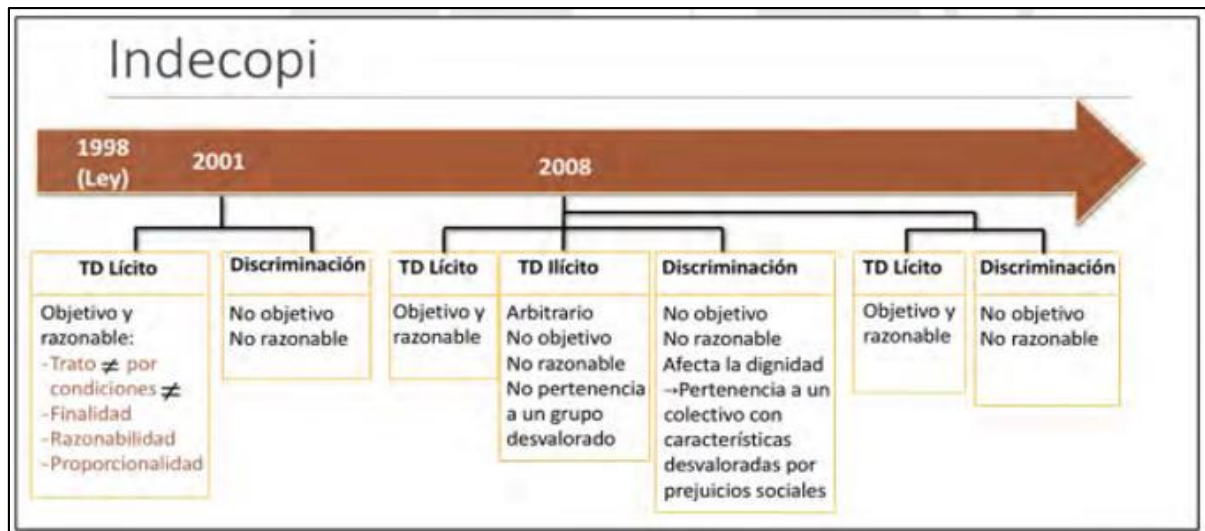 Indecopi
1998
(Ley)
2001
2008
TD Lícito
Objetivo y
razonable:
-Trato ≠ por
condiciones ≠
-Finalidad
-Razonabilidad
-Proporcionalidad
Discriminación
No objetivo
No razonable
TD Lícito
Objetivo y
razonable
TD Ilícito
Arbitrario
No objetivo
No razonable
No pertenencia
a un grupo
desvalorado
Discriminación
No objetivo
No razonable
Afecta la dignidad
→Pertenencia a un
colectivo con
características
desvaloradas por
prejuicios sociales
TD Lícito
Objetivo y
razonable
Discriminación
No objetivo
No razonable